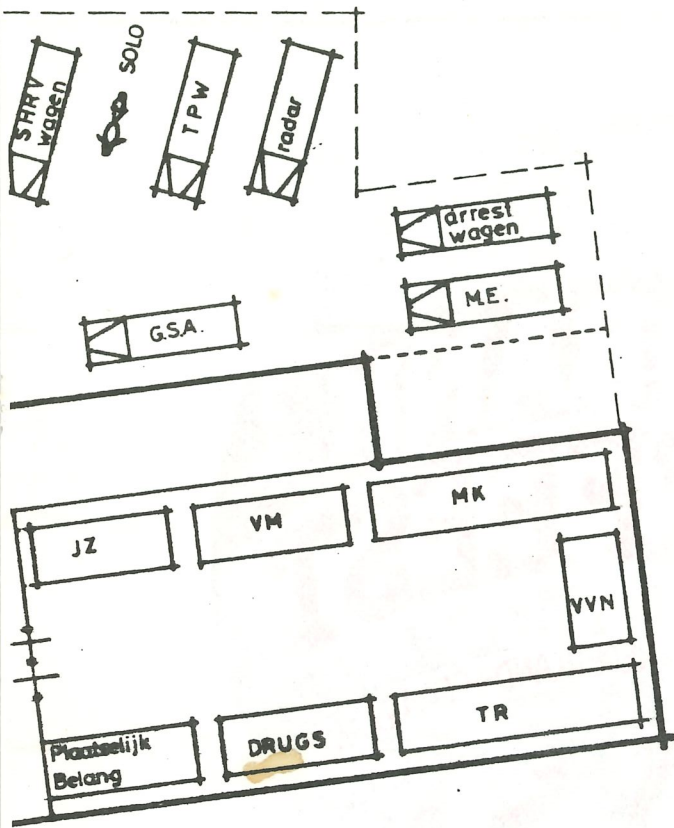 SHRV
wagen
SOLO
TPW
radar
arrest
wagen
M.E.
G.S.A.
JZ
VM
MK
VVN
Plaatselijk
Belang
DRUGS
TR